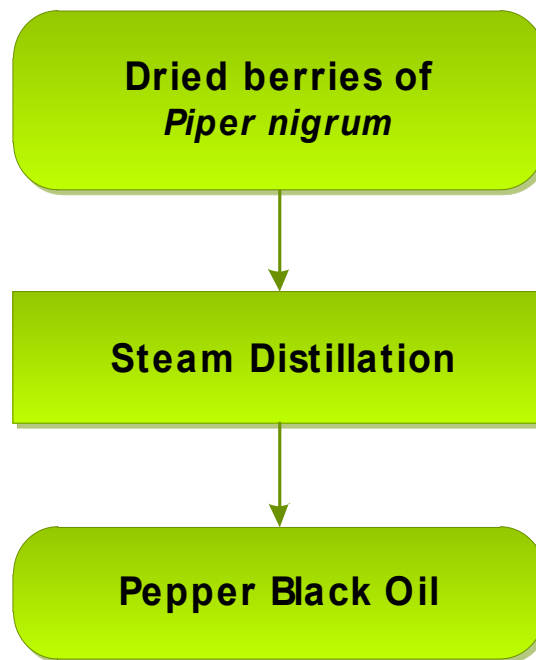 Dried berries of
Piper nigrum
Steam Distillation
Pepper Black Oil